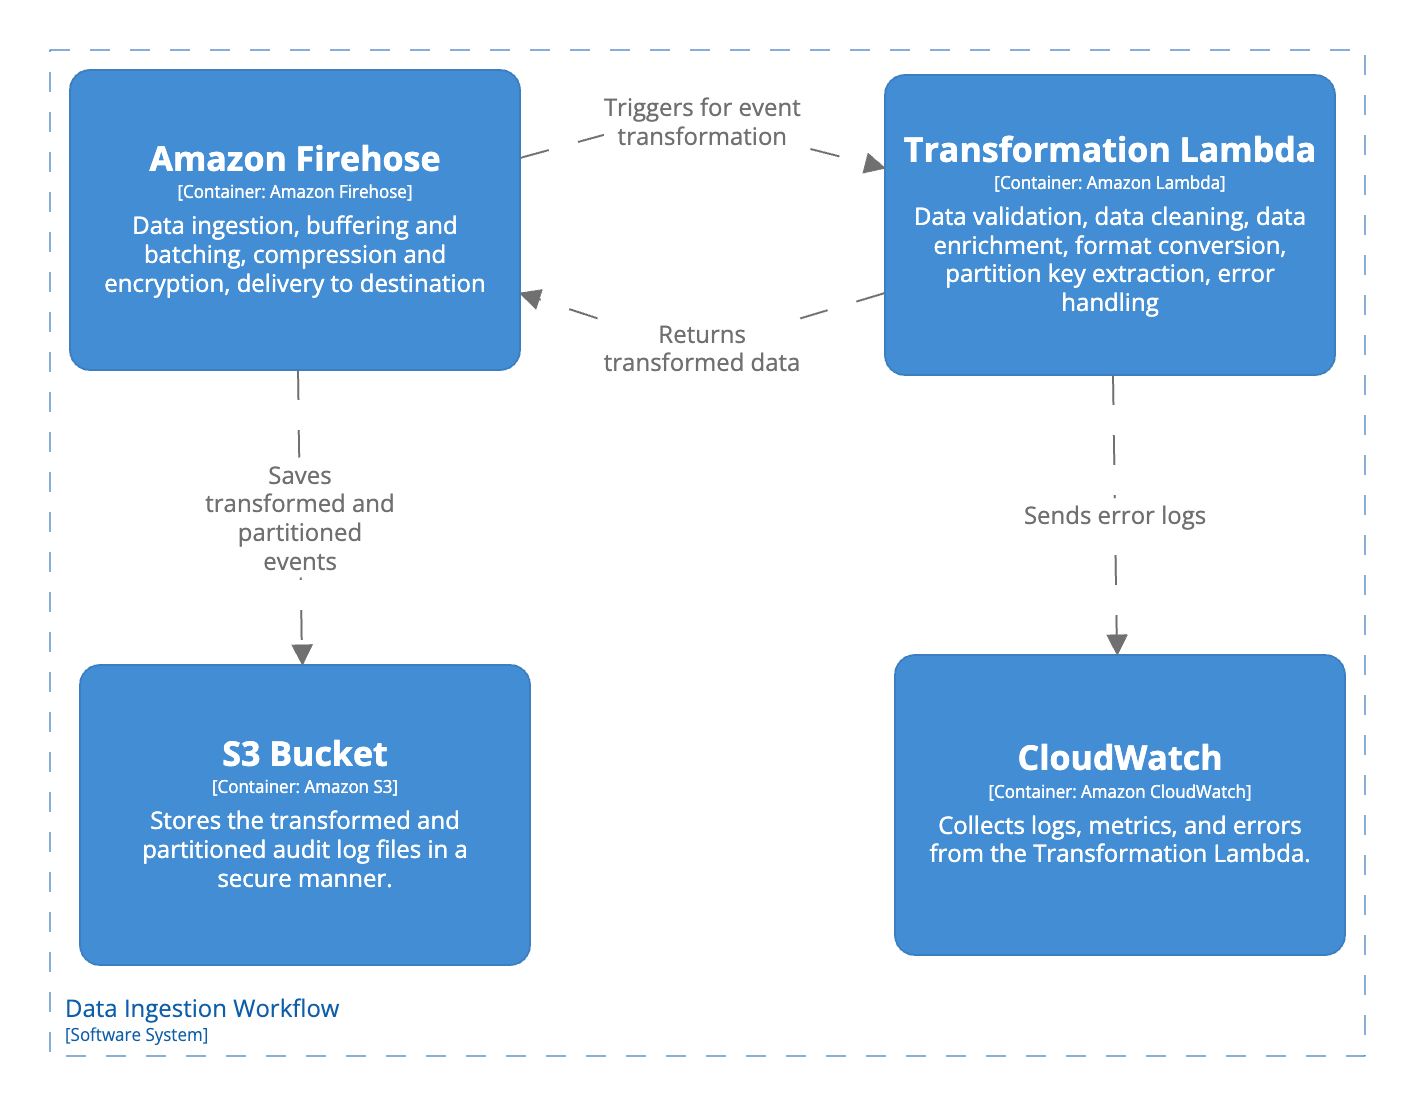 Amazon Firehose
[Container: Amazon Firehose]
Data ingestion, buffering and
batching, compression and
encryption, delivery to destination
Triggers for event
transformation
Transformation Lambda
[Container: Amazon Lambda]
Data validation, data cleaning, data
enrichment, format conversion,
partition key extraction, error
handling
Returns
transformed data
Saves
transformed and
partitioned
events
Sends error logs
S3 Bucket
[Container: Amazon S3]
Stores the transformed and
partitioned audit log files in a
secure manner.
CloudWatch
[Container: Amazon CloudWatch]
Collects logs, metrics, and errors
from the Transformation Lambda.
Data Ingestion Workflow
[Software System]